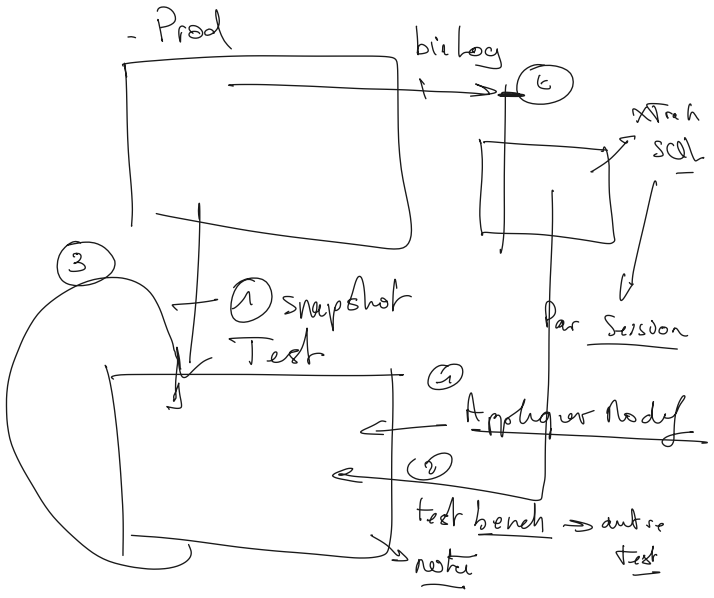 - Prod
binlog
6
xTrah
SQL
3
1 snapshot
Test
Par Session
1
Appliquer Modif
2
test bench → autre
test